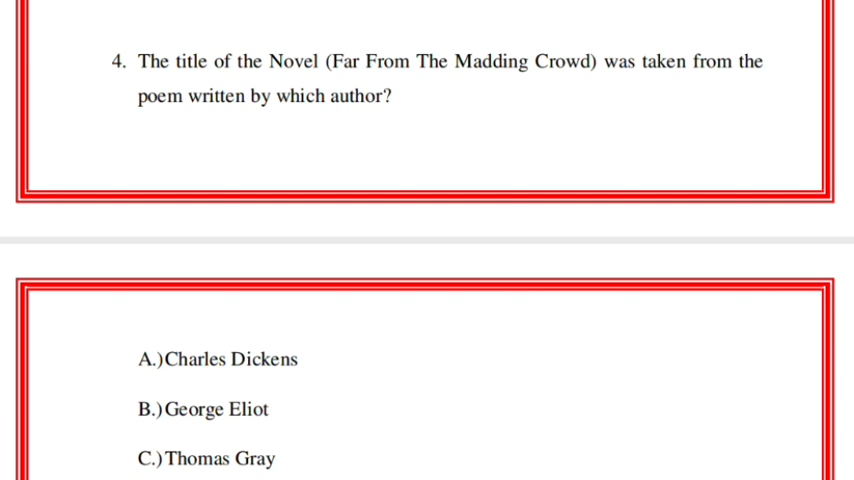 4. The title of the Novel (Far From The Madding Crowd) was taken from the
poem written by which author?
A.)Charles Dickens
B.)George Eliot
C.)Thomas Gray